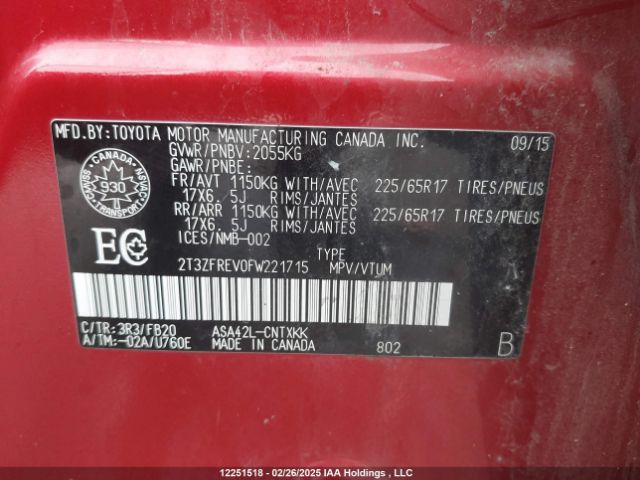 MFD.BY:TOYOTA MOTOR MANUFACTURING CANADA INC. 09/15
GVWR/PNBV:2055KG
GAWR/PNBE:
FR/AVT 1150KG WITH/AVEC 225/65R17 TIRES/PNEUS
17X6. 5J RIMS/JANTES
RR/ARR 1150KG WITH/AVEC 225/65R17 TIRES/PNEUS
17X6. 5J RIMS/JANTES
ICES/NMB-002
CANADA
CMVSS NSVAC
930
TRANSPORT
EC
TYPE
2T3ZFREV0FW221715 MPV/VTUM
C/TR:3R3/FB20 ASA42L-CNTXKK
A/TM:-02A/U760E MADE IN CANADA 802 B
12251518 - 02/26/2025 IAA Holdings , LLC